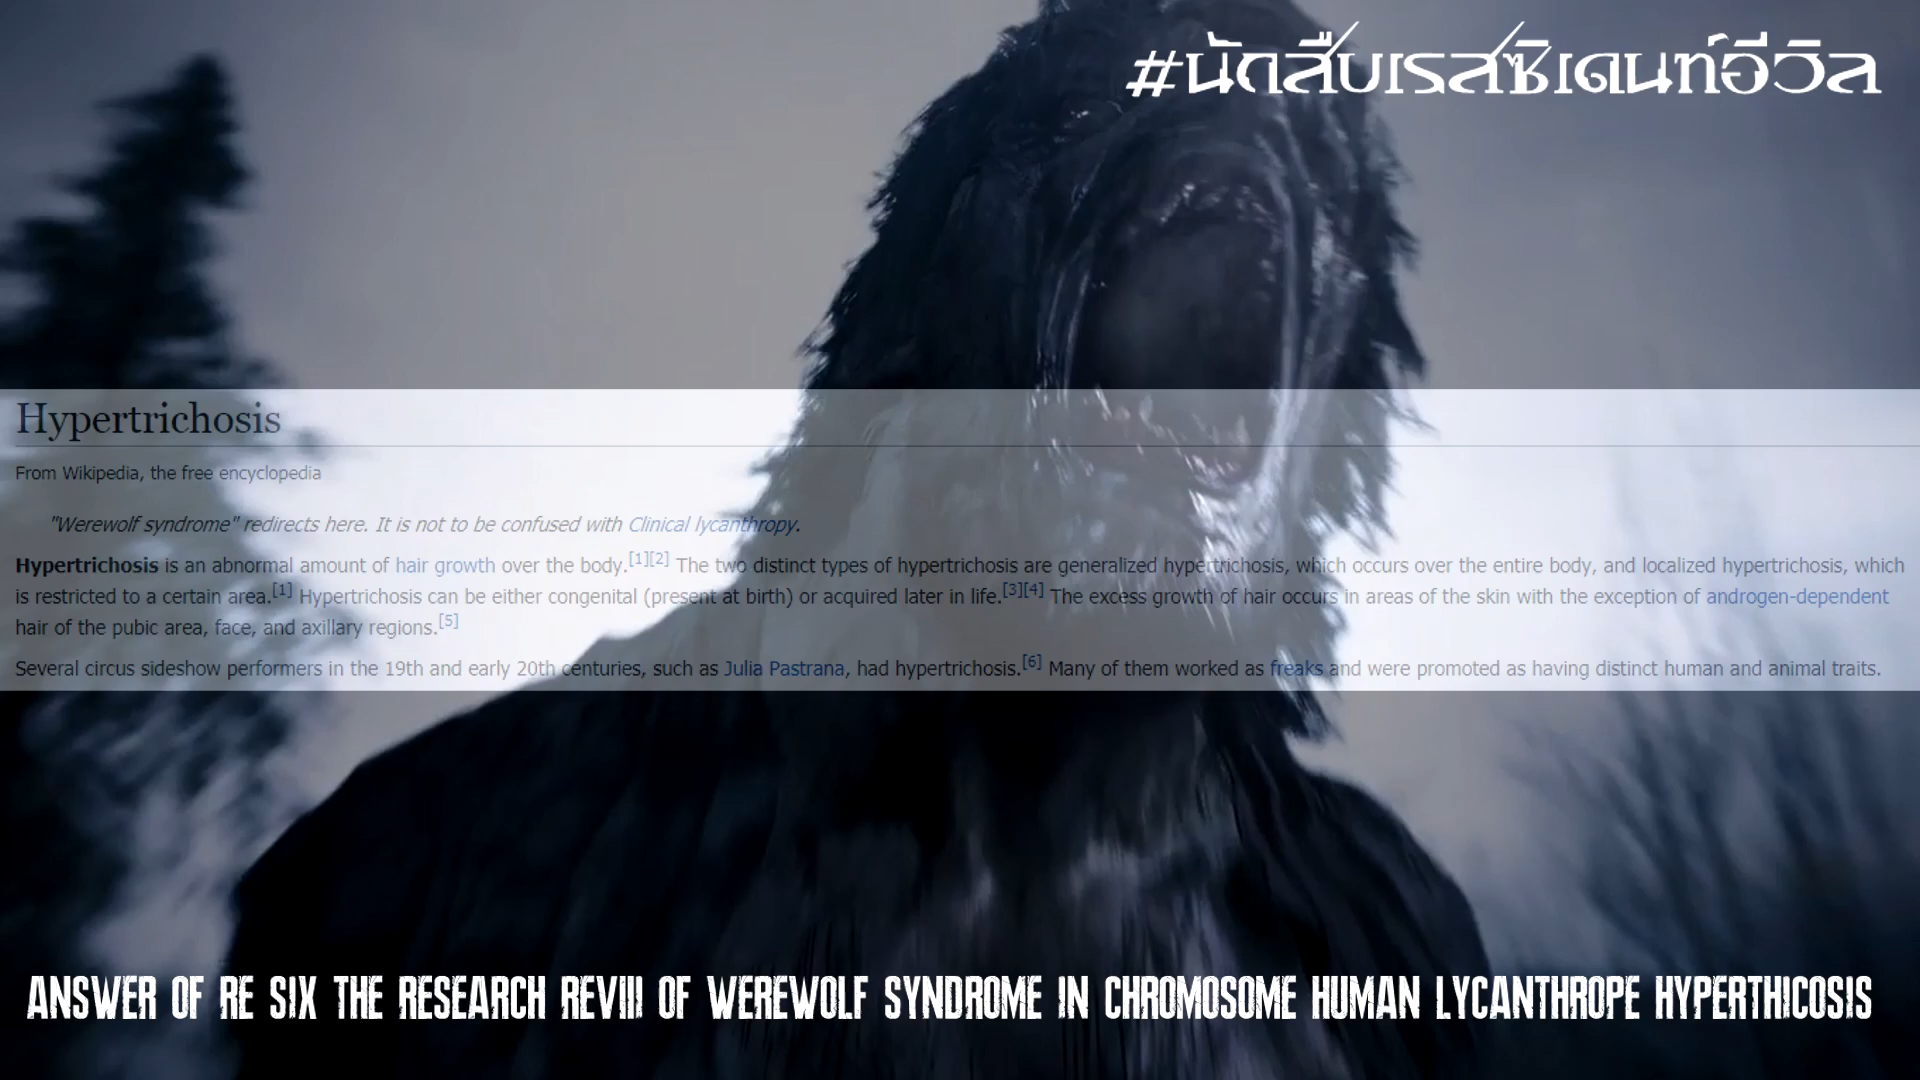 #นัดสืบเรสซิเดนท์อีวิล
Hypertrichosis
From Wikipedia, the free encyclopedia
"Werewolf syndrome" redirects here. It is not to be confused with Clinical lycanthropy.
Hypertrichosis is an abnormal amount of hair growth over the body.[1][2] The two distinct types of hypertrichosis are generalized hypertrichosis, which occurs over the entire body, and localized hypertrichosis, which
is restricted to a certain area.[1] Hypertrichosis can be either congenital (present at birth) or acquired later in life.[3][4] The excess growth of hair occurs in areas of the skin with the exception of androgen-dependent
hair of the pubic area, face, and axillary regions.[5]
Several circus sideshow performers in the 19th and early 20th centuries, such as Julia Pastrana, had hypertrichosis.[6] Many of them worked as freaks and were promoted as having distinct human and animal traits.
ANSWER OF RE SIX THE RESEARCH REVIII OF WEREWOLF SYNDROME IN CHROMOSOME HUMAN LYCANTHROPE HYPERTHICOSIS